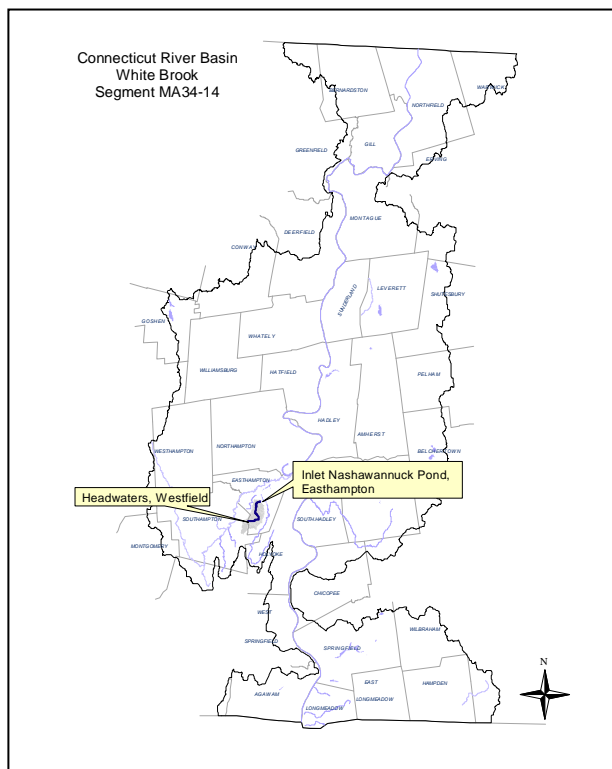 Connecticut River Basin
White Brook
Segment MA34-14
BERNARDSTON
NORTHFIELD
WARWICK
GILL
GREENFIELD
ERVING
MONTAGUE
DEERFIELD
CONWAY
SUNDERLAND
LEVERETT
SHUTESBURY
GOSHEN
WHATELY
WILLIAMSBURG
HATFIELD
PELHAM
HADLEY
AMHERST
NORTHAMPTON
WESTHAMPTON
BELCHERTOWN
EASTHAMPTON
Inlet Nashawannuck Pond,
Easthampton
Headwaters, Westfield
SOUTHAMPTON
SOUTH HADLEY
MONTGOMERY
HOLYOKE
CHICOPEE
WEST
SPRINGFIELD
WILBRAHAM
SPRINGFIELD
EAST
LONGMEADOW
HAMPDEN
AGAWAM
LONGMEADOW
N